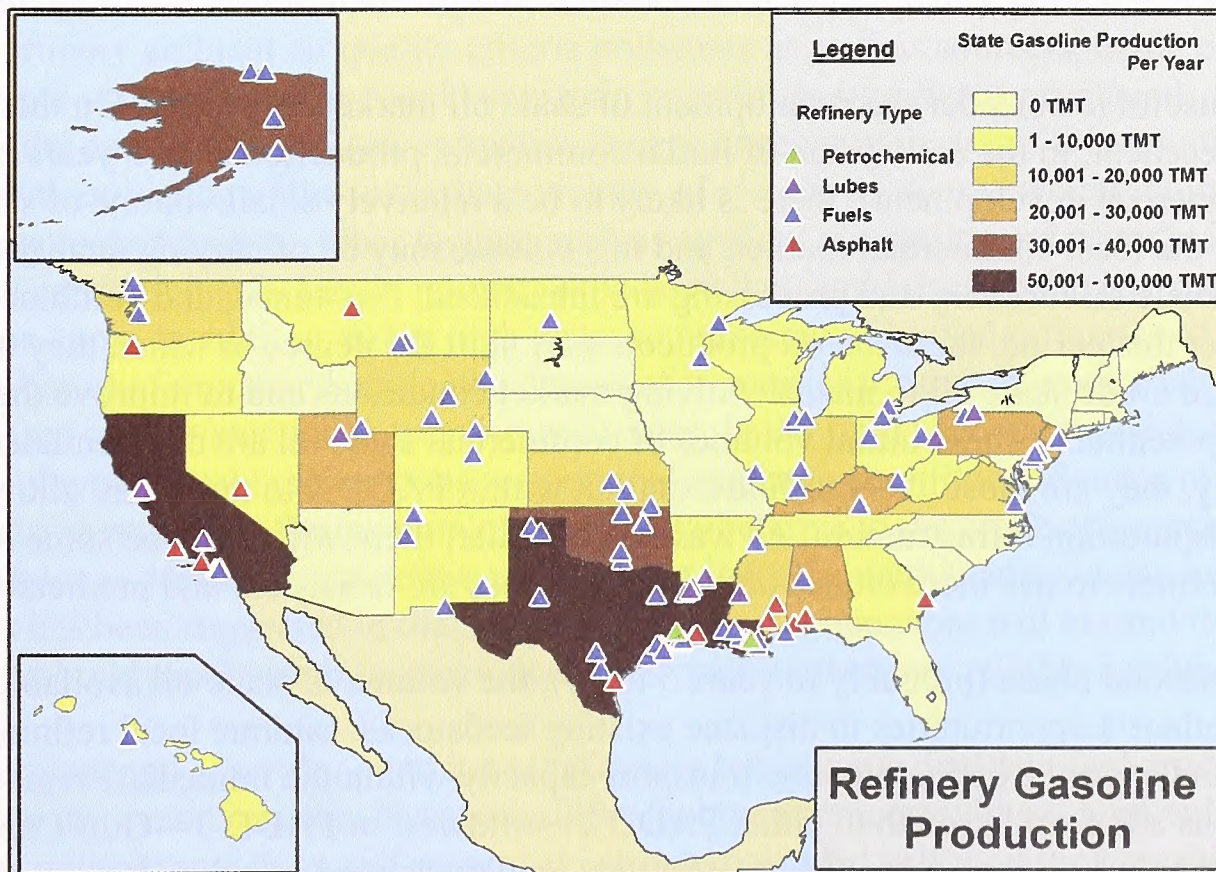 Legend
State Gasoline Production
Per Year
Refinery Type
Petrochemical
Lubes
Fuels
Asphalt
0 TMT
1 - 10,000 TMT
10,001 - 20,000 TMT
20,001 - 30,000 TMT
30,001 - 40,000 TMT
50,001 - 100,000 TMT
Refinery Gasoline
Production